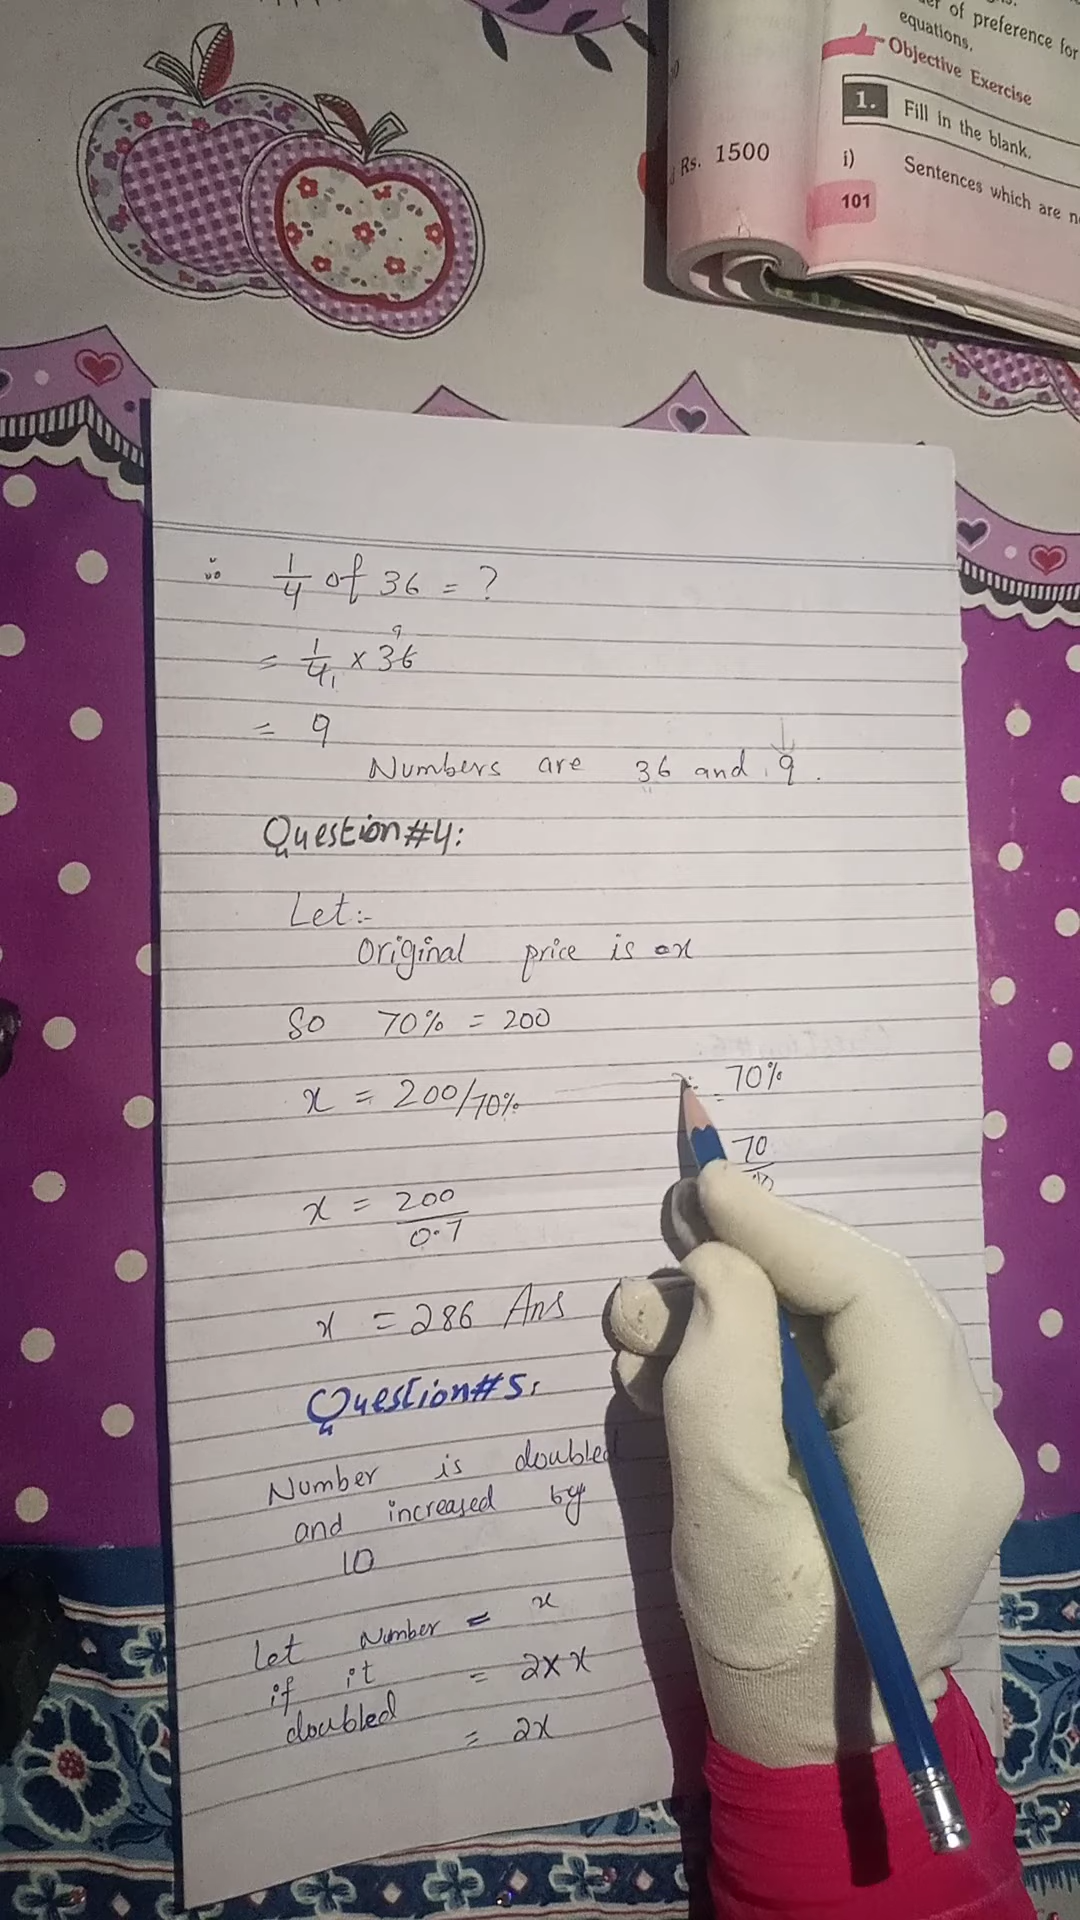 of preference for
equations.
Objective Exercise
1. Fill in the blank.
i) Sentences which are
101
Rs. 1500
1/4 of 36 = ?
9
= 1/4 1 × 36
= 9
Numbers are 36 and 9.
Question#4:
Let:-
Original price is x
So 70% = 200
x = 200/70%
70%
=
70
x = 200/0.7
x = 286 Ans
Question#5:
Number is doubled
and increased by
10
Let Number = x
if it = 2×x
doubled
= 2x